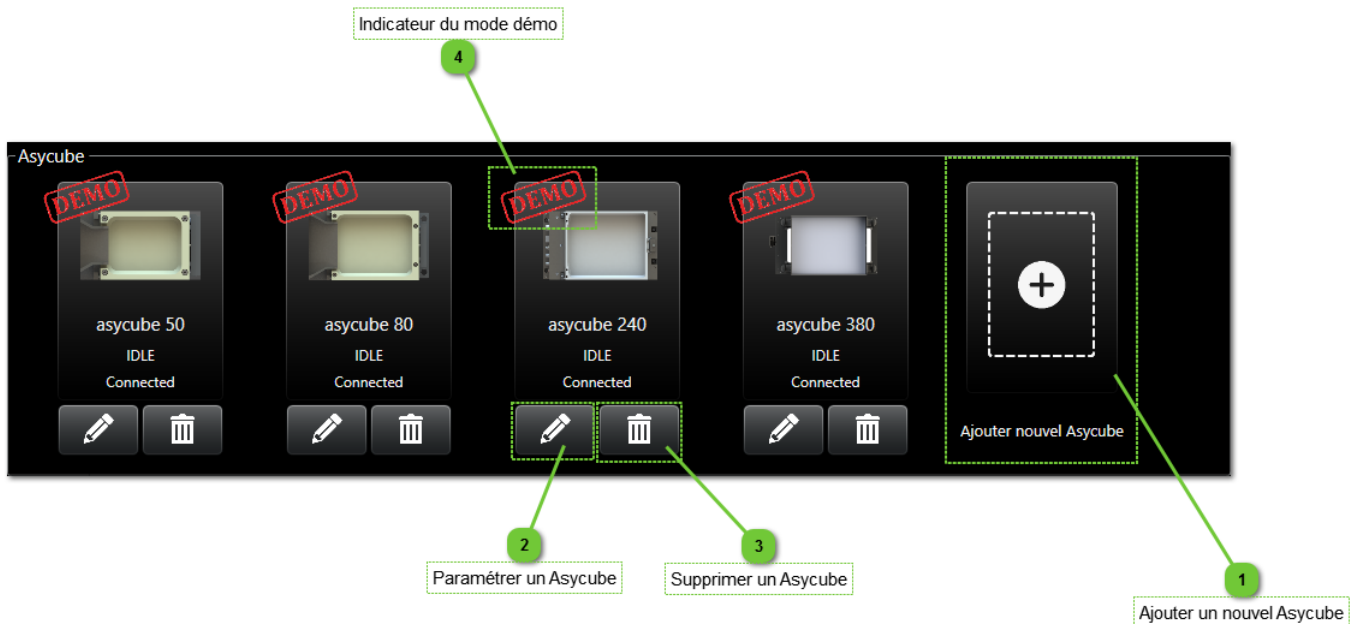 Indicateur du mode démo
4
Asycube
DEMO
DEMO
DEMO
DEMO
asycube 50
asycube 80
asycube 240
asycube 380
IDLE
IDLE
IDLE
IDLE
Connected
Connected
Connected
Connected
Ajouter nouvel Asycube
2
3
Paramétrer un Asycube
Supprimer un Asycube
1
Ajouter un nouvel Asycube